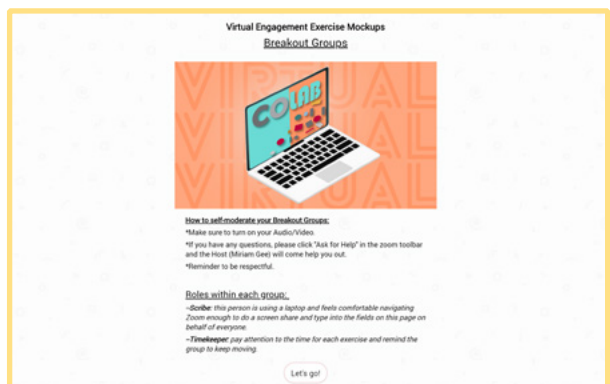 Virtual Engagement Exercise Mockups
Breakout Groups
VIRTUAL
COLAB
VIRTUAL
VIRTUAL
How to self-moderate your Breakout Groups:
*Make sure to turn on your Audio/Video.
*If you have any questions, please click "Ask for Help" in the zoom toolbar
and the Host (Miriam Gee) will come help you out.
*Reminder to be respectful.
Roles within each group:
~Scribe: this person is using a laptop and feels comfortable navigating
Zoom enough to do a screen share and type into the fields on this page on
behalf of everyone.
~Timekeeper: pay attention to the time for each exercise and remind the
group to keep moving.
Let's go!